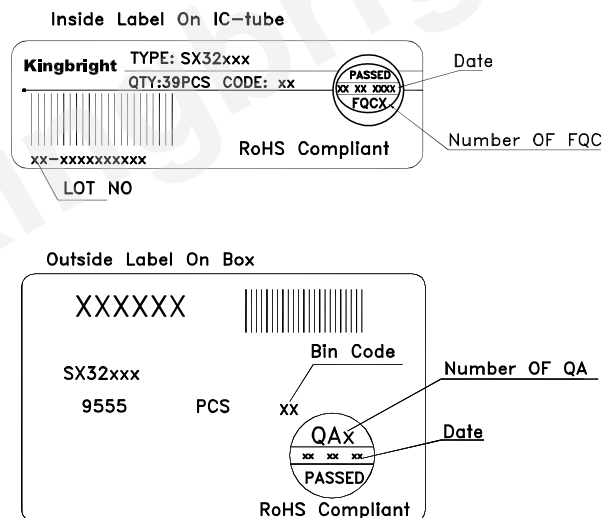 Inside Label On IC-tube
Kingbright
TYPE: SX32xxx
QTY:39PCS CODE: xx
PASSED
XX XX XXXX
FQCX
Date
Number OF FQC
RoHS Compliant
xx-xxxxxxxxxx
LOT NO
Outside Label On Box
XXXXXX
Bin Code
SX32xxx
9555 PCS xx
Number OF QA
QAx
Date
xx xx xx
PASSED
RoHS Compliant